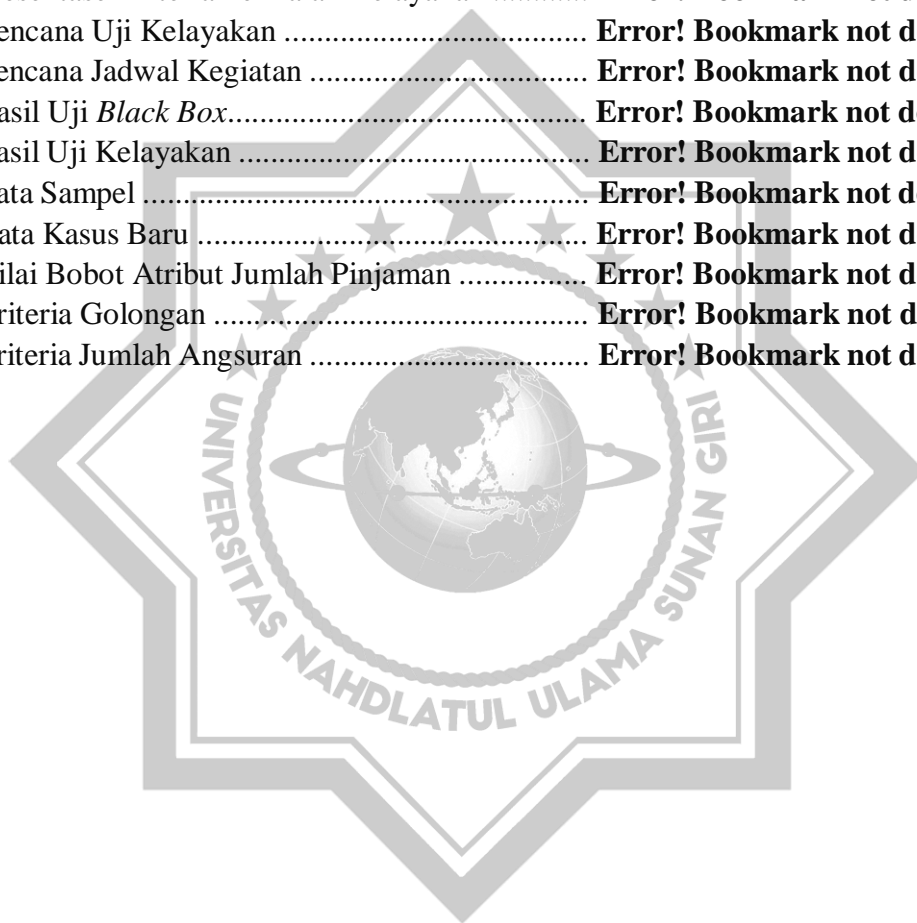 encana Uji Kelayakan .................................... Error! Bookmark not d
encana Jadwal Kegiatan ................................. Error! Bookmark not d
asil Uji Black Box........................................... Error! Bookmark not de
asil Uji Kelayakan .......................................... Error! Bookmark not d
ata Sampel ..................................................... Error! Bookmark not de
ata Kasus Baru ............................................... Error! Bookmark not d
ilai Bobot Atribut Jumlah Pinjaman ................ Error! Bookmark not d
riteria Golongan ............................................. Error! Bookmark not d
riteria Jumlah Angsuran .................................. Error! Bookmark not d
UNIVERSITAS NAHDLATUL ULAMA SUNAN GIRI